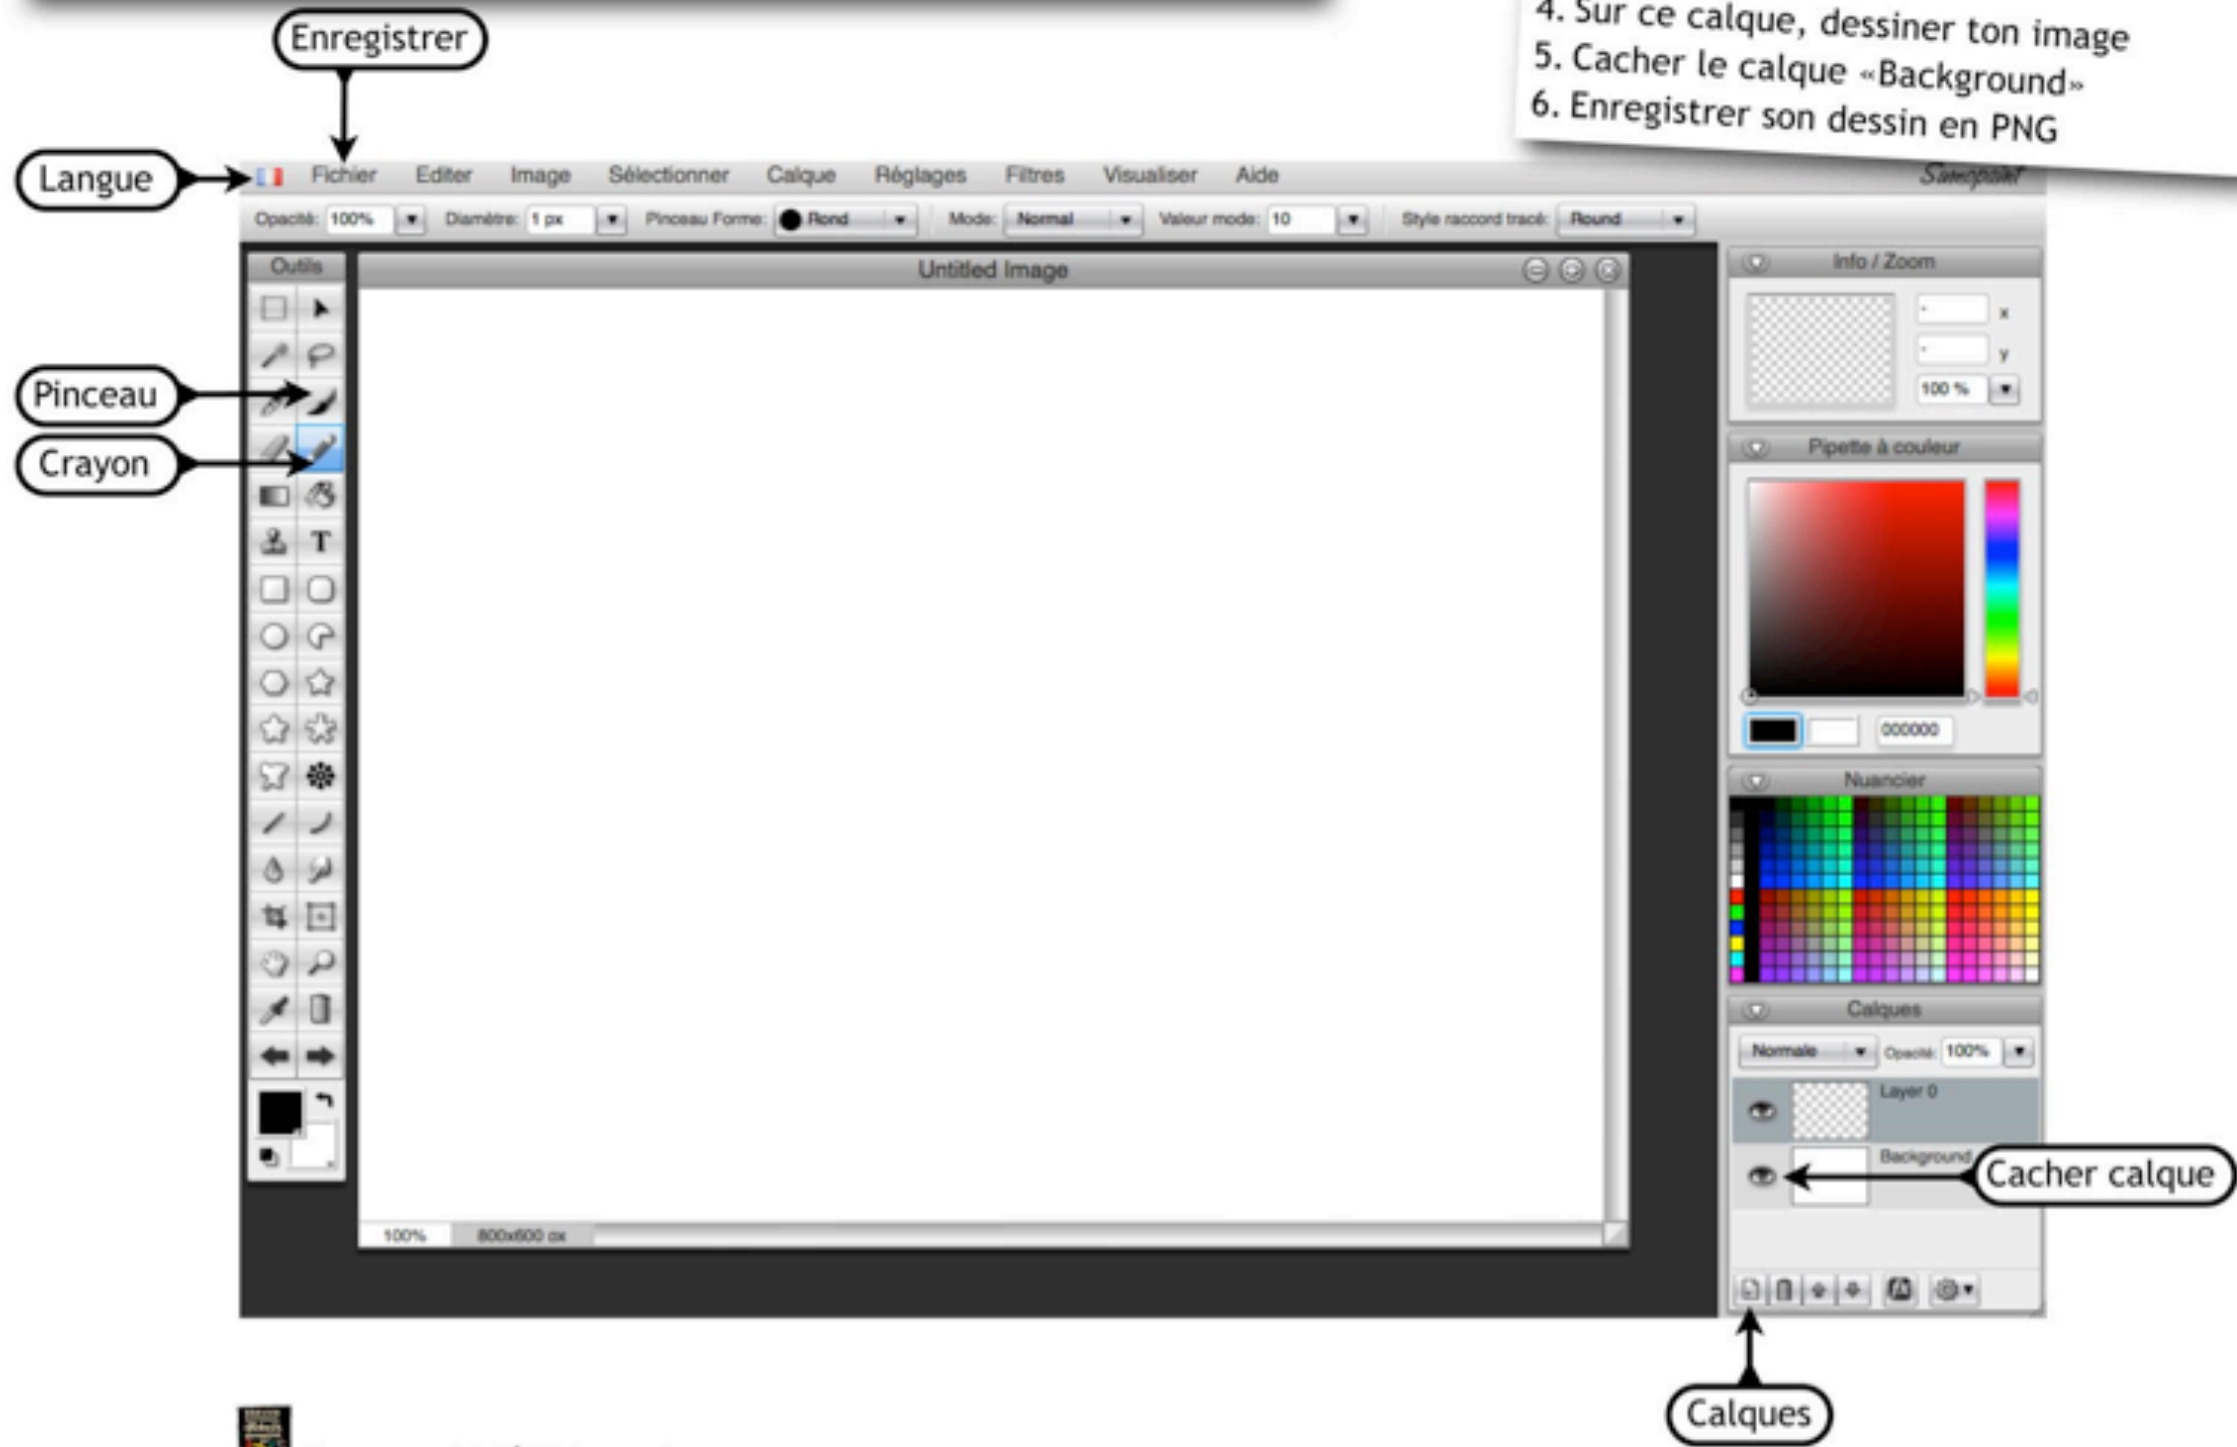 4. Sur ce calque, dessiner ton image
5. Cacher le calque «Background»
6. Enregistrer son dessin en PNG
Enregistrer
Langue
Fichier Editer Image Sélectionner Calque Réglages Filtres Visualiser Aide
Opacité: 100% Diamètre: 1 px Pinceau Forme: Rond Mode: Normal Valeur mode: 10 Style raccord tracé: Round
Outils
Untitled Image
Info / Zoom
x
y
100 %
Pinceau
Crayon
T
Pipette à couleur
000000
Nuancier
Calques
Normale Opacité: 100%
Layer 0
Background
Cacher calque
100% 800x600 px
Calques